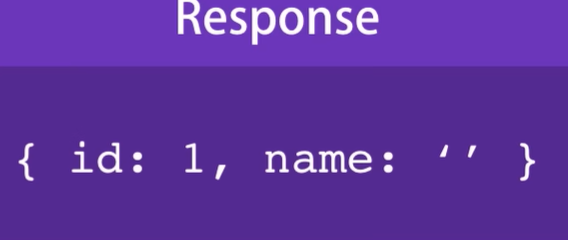 Response
{ id: 1, name: ‘’ }